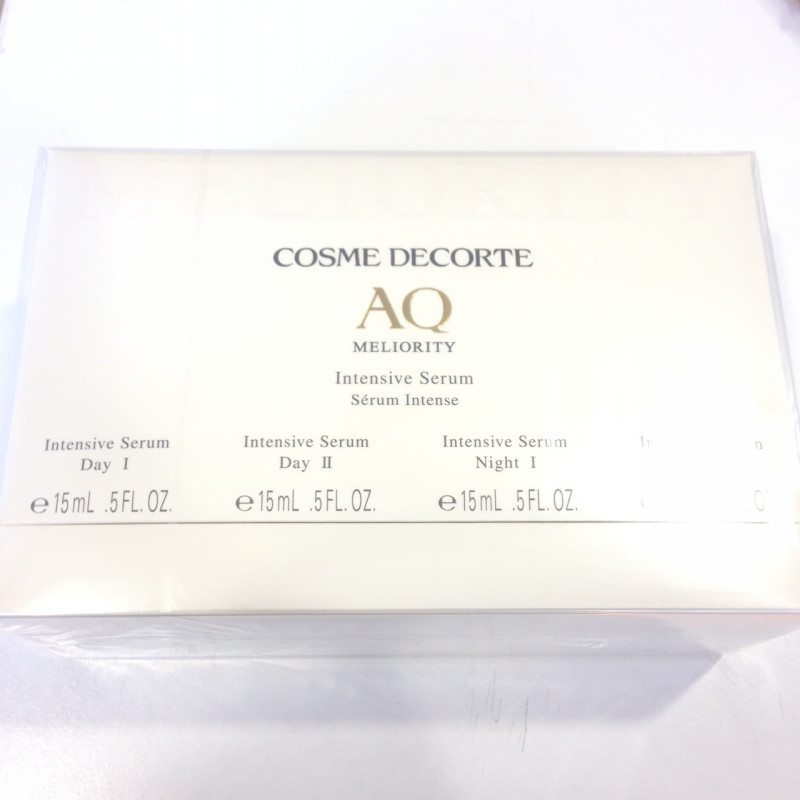 MELIORITY
COSME DECORTE
AQ
MELIORITY
Intensive Serum
Sérum Intense
Intensive Serum
Day I
℮15mL .5FL.OZ.
Intensive Serum
Day II
℮15mL .5FL.OZ.
Intensive Serum
Night I
℮15mL .5FL.OZ.